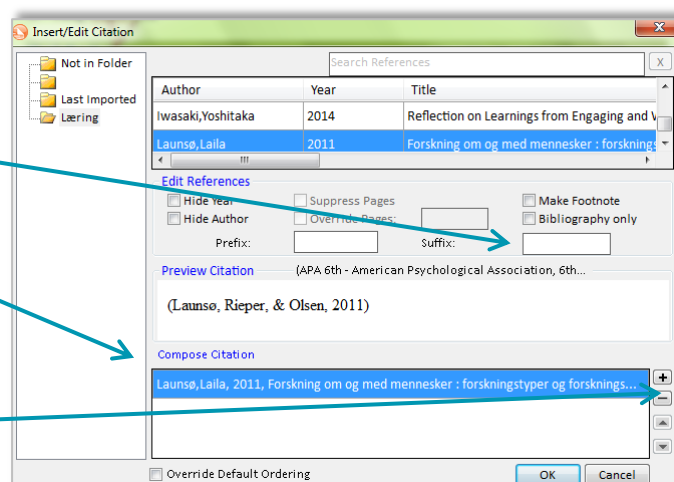 Insert/Edit Citation
x
Not in Folder
Last Imported
Læring
Search References
X
Author Year Title
Iwasaki,Yoshitaka 2014 Reflection on Learnings from Engaging and
Launsø,Laila 2011 Forskning om og med mennesker : forsknings
Edit References
Hide Year
Suppress Pages
Make Footnote
Hide Author
Override Pages:
Bibliography only
Prefix:
Suffix:
Preview Citation (APA 6th - American Psychological Association, 6th...
(Launsø, Rieper, & Olsen, 2011)
Compose Citation
Launsø,Laila, 2011, Forskning om og med mennesker : forskningstyper og forsknings...
+
-
Override Default Ordering
OK
Cancel